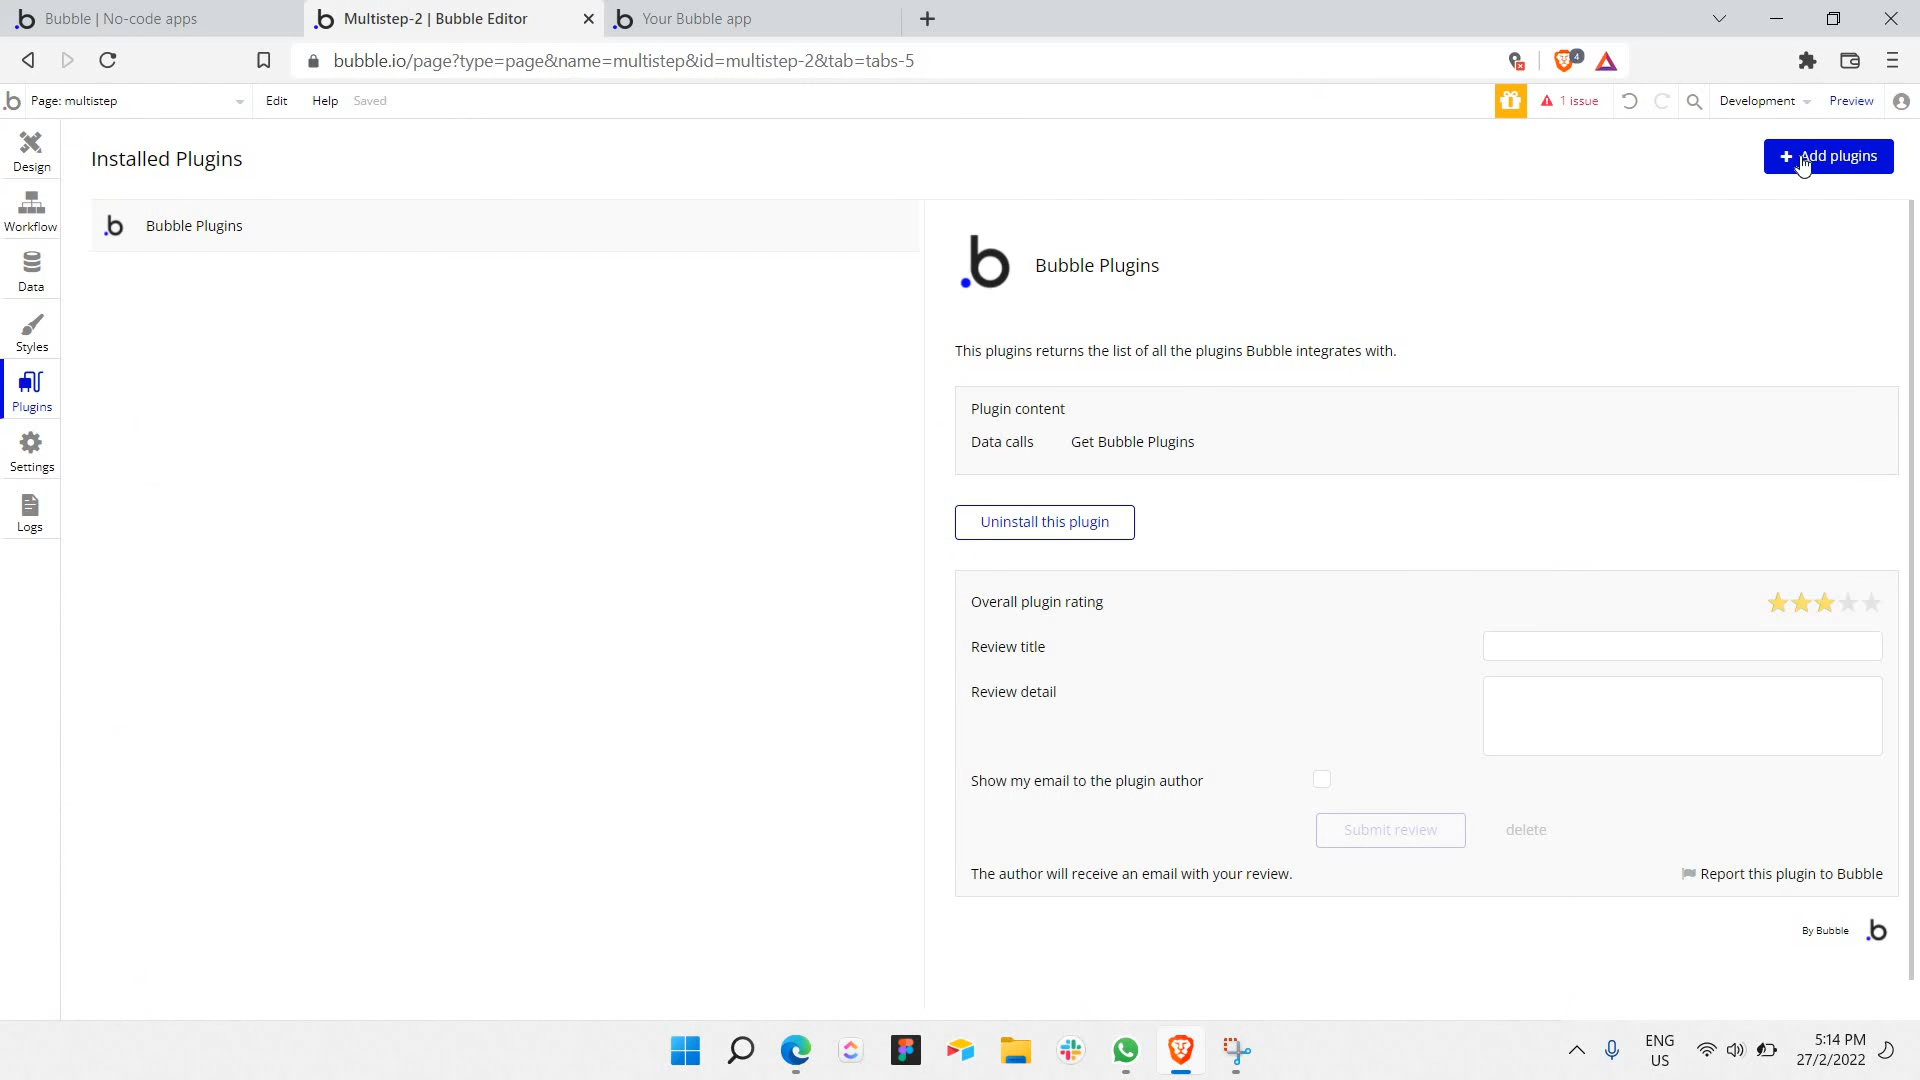 Bubble | No-code apps
Multistep-2 | Bubble Editor
Your Bubble app
bubble.io/page?type=page&name=multistep&id=multistep-2&tab=tabs-5
4
Page: multistep
Edit
Help
Saved
1 issue
Development
Preview
Design
Workflow
Data
Styles
Plugins
Settings
Logs
Installed Plugins
+ Add plugins
Bubble Plugins
Bubble Plugins
This plugins returns the list of all the plugins Bubble integrates with.
Plugin content
Data calls Get Bubble Plugins
Uninstall this plugin
Overall plugin rating
Review title
Review detail
Show my email to the plugin author
Submit review
delete
The author will receive an email with your review.
Report this plugin to Bubble
By Bubble
ENG
US
5:14 PM
27/2/2022